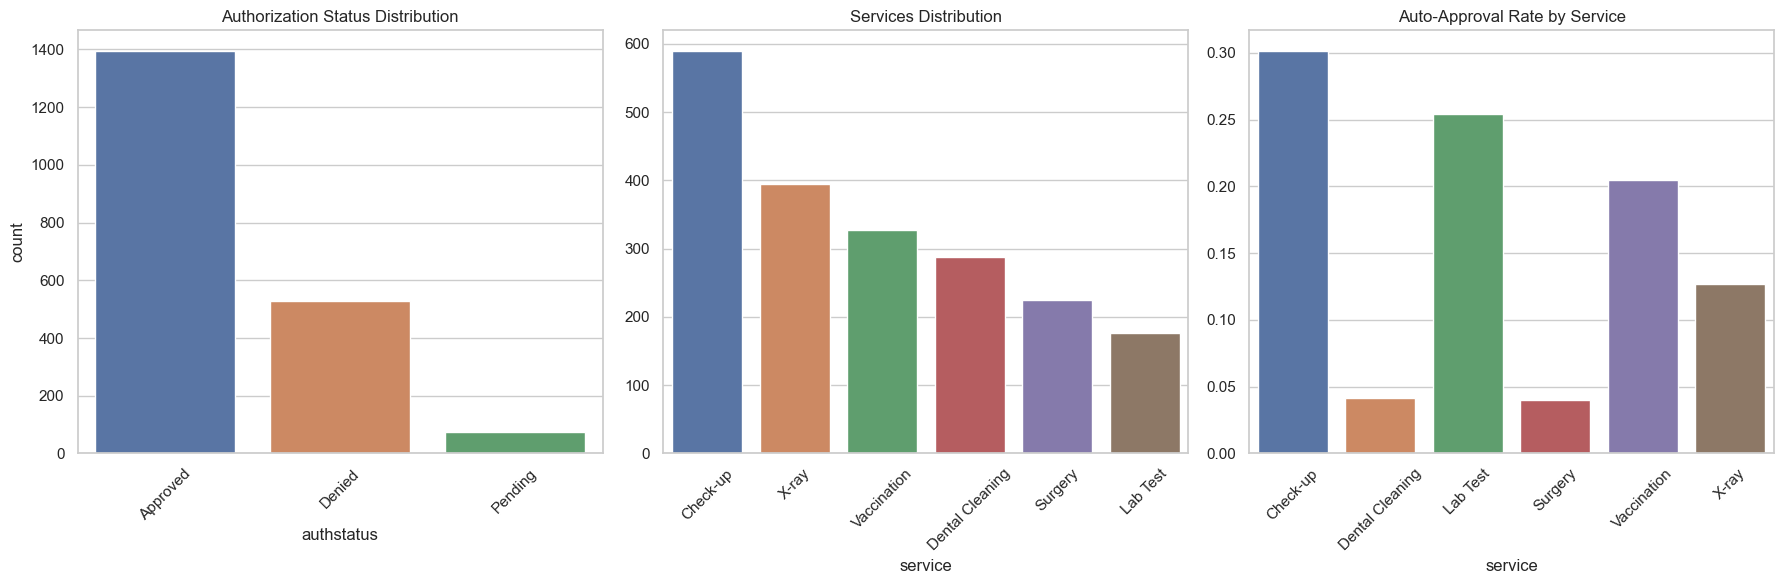 Authorization Status Distribution
1400
1200
1000
800
600
400
200
0
count
Approved
Denied
Pending
authstatus
Services Distribution
600
500
400
300
200
100
0
Check-up
X-ray
Vaccination
Dental Cleaning
Surgery
Lab Test
service
Auto-Approval Rate by Service
0.30
0.25
0.20
0.15
0.10
0.05
0.00
Check-up
Dental Cleaning
Lab Test
Surgery
Vaccination
X-ray
service